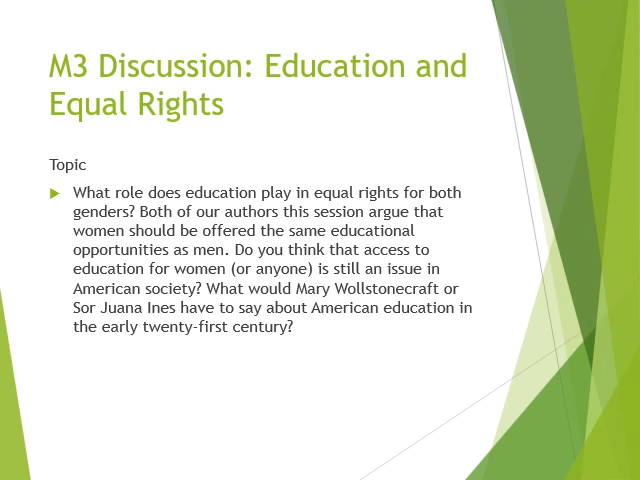 M3 Discussion: Education and
Equal Rights
Topic
What role does education play in equal rights for both
genders? Both of our authors this session argue that
women should be offered the same educational
opportunities as men. Do you think that access to
education for women (or anyone) is still an issue in
American society? What would Mary Wollstonecraft or
Sor Juana Ines have to say about American education in
the early twenty-first century?